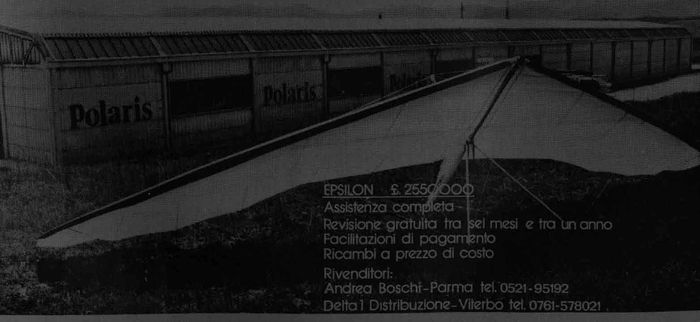 Polaris
Polaris
Polaris
EPSILON £. 2550000
Assistenza completa
Revisione gratuita tra sei mesi e tra un anno
Facilitazioni di pagamento
Ricambi a prezzo di costo
Rivenditori:
Andrea Boschi-Parma tel. 0521-95192
Delta 1 Distribuzione-Viterbo tel. 0761-578021